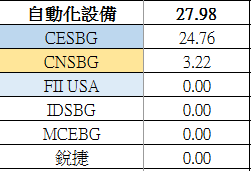 自動化設備 27.98
CESBG 24.76
CNSBG 3.22
FII USA 0.00
IDSBG 0.00
MCEBG 0.00
銳捷 0.00